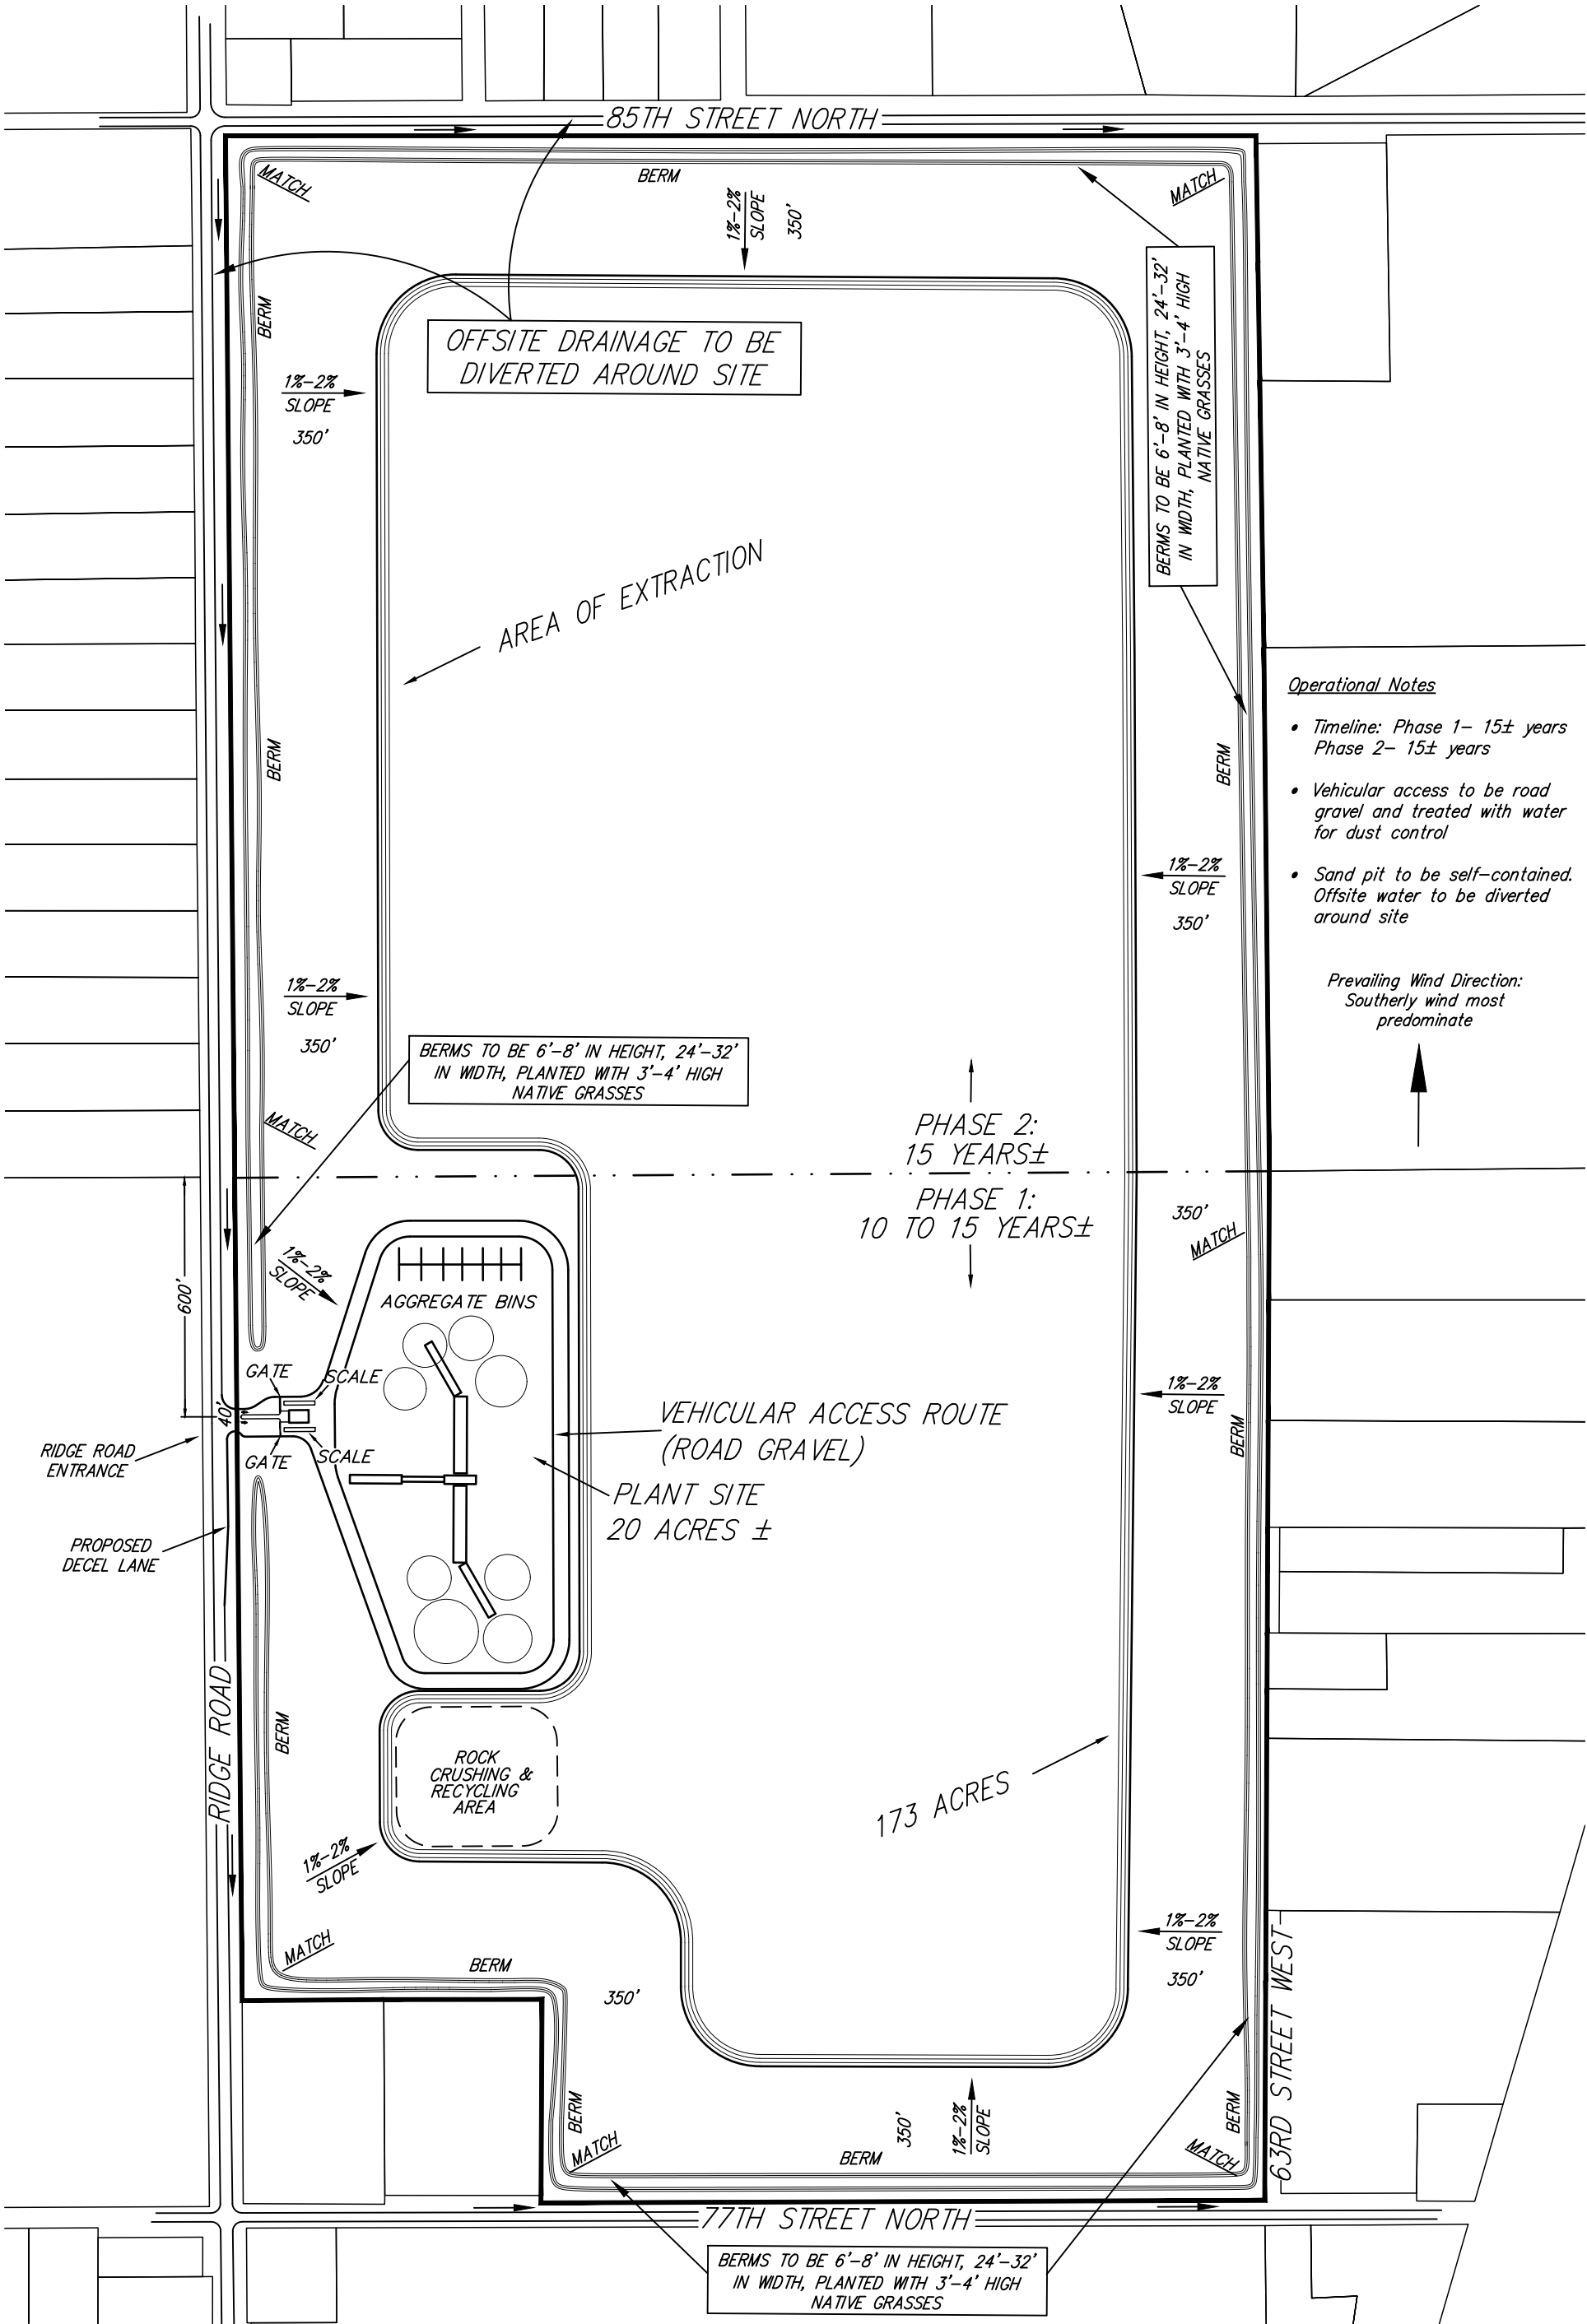 85TH STREET NORTH
MATCH
BERM
MATCH
1%-2%
SLOPE
350'
BERM
OFFSITE DRAINAGE TO BE
DIVERTED AROUND SITE
BERMS TO BE 6'-8' IN HEIGHT, 24'-32'
IN WIDTH, PLANTED WITH 3'-4' HIGH
NATIVE GRASSES
1%-2%
SLOPE
350'
AREA OF EXTRACTION
Operational Notes
• Timeline: Phase 1- 15± years
Phase 2- 15± years
• Vehicular access to be road
gravel and treated with water
for dust control
• Sand pit to be self-contained.
Offsite water to be diverted
around site
BERM
BERM
1%-2%
SLOPE
350'
Prevailing Wind Direction:
Southerly wind most
predominate
1%-2%
SLOPE
350'
BERMS TO BE 6'-8' IN HEIGHT, 24'-32'
IN WIDTH, PLANTED WITH 3'-4' HIGH
NATIVE GRASSES
MATCH
PHASE 2:
15 YEARS±
PHASE 1:
10 TO 15 YEARS±
350'
MATCH
600'
1%-2%
SLOPE
AGGREGATE BINS
GATE
SCALE
40'
1%-2%
SLOPE
VEHICULAR ACCESS ROUTE
(ROAD GRAVEL)
BERM
RIDGE ROAD
ENTRANCE
GATE
SCALE
PLANT SITE
20 ACRES ±
PROPOSED
DECEL LANE
RIDGE ROAD
BERM
ROCK
CRUSHING &
RECYCLING
AREA
173 ACRES
1%-2%
SLOPE
1%-2%
SLOPE
350'
MATCH
BERM
350'
63RD STREET WEST
BERM
MATCH
350'
1%-2%
SLOPE
BERM
BERM
MATCH
77TH STREET NORTH
BERMS TO BE 6'-8' IN HEIGHT, 24'-32'
IN WIDTH, PLANTED WITH 3'-4' HIGH
NATIVE GRASSES